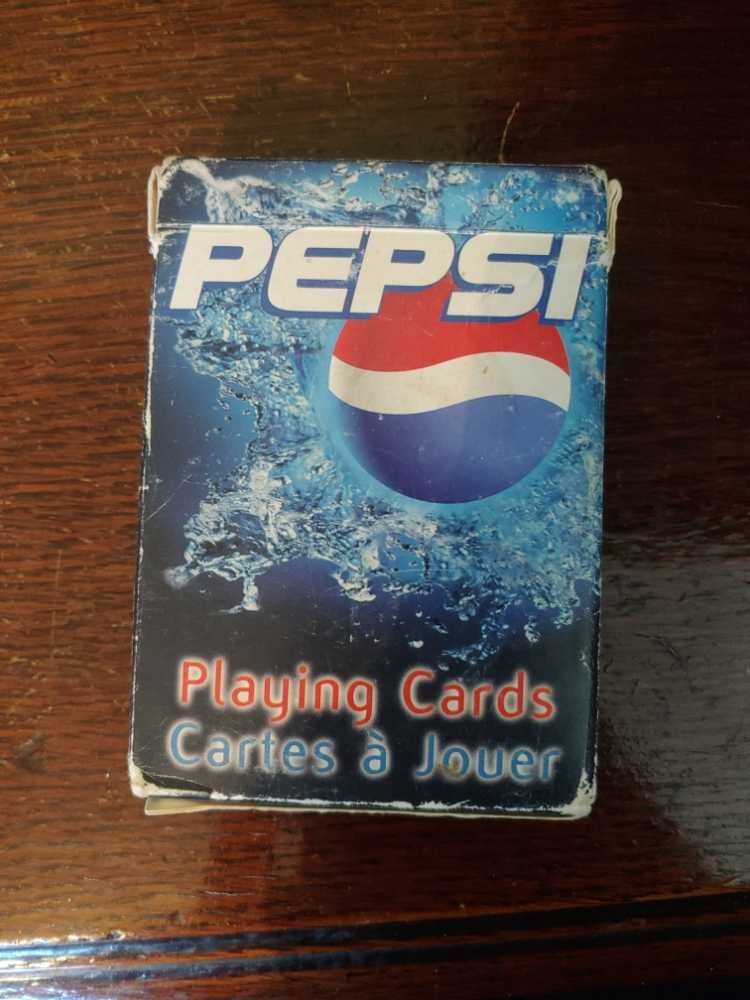 PEPSI
Playing Cards
Cartes à Jouer